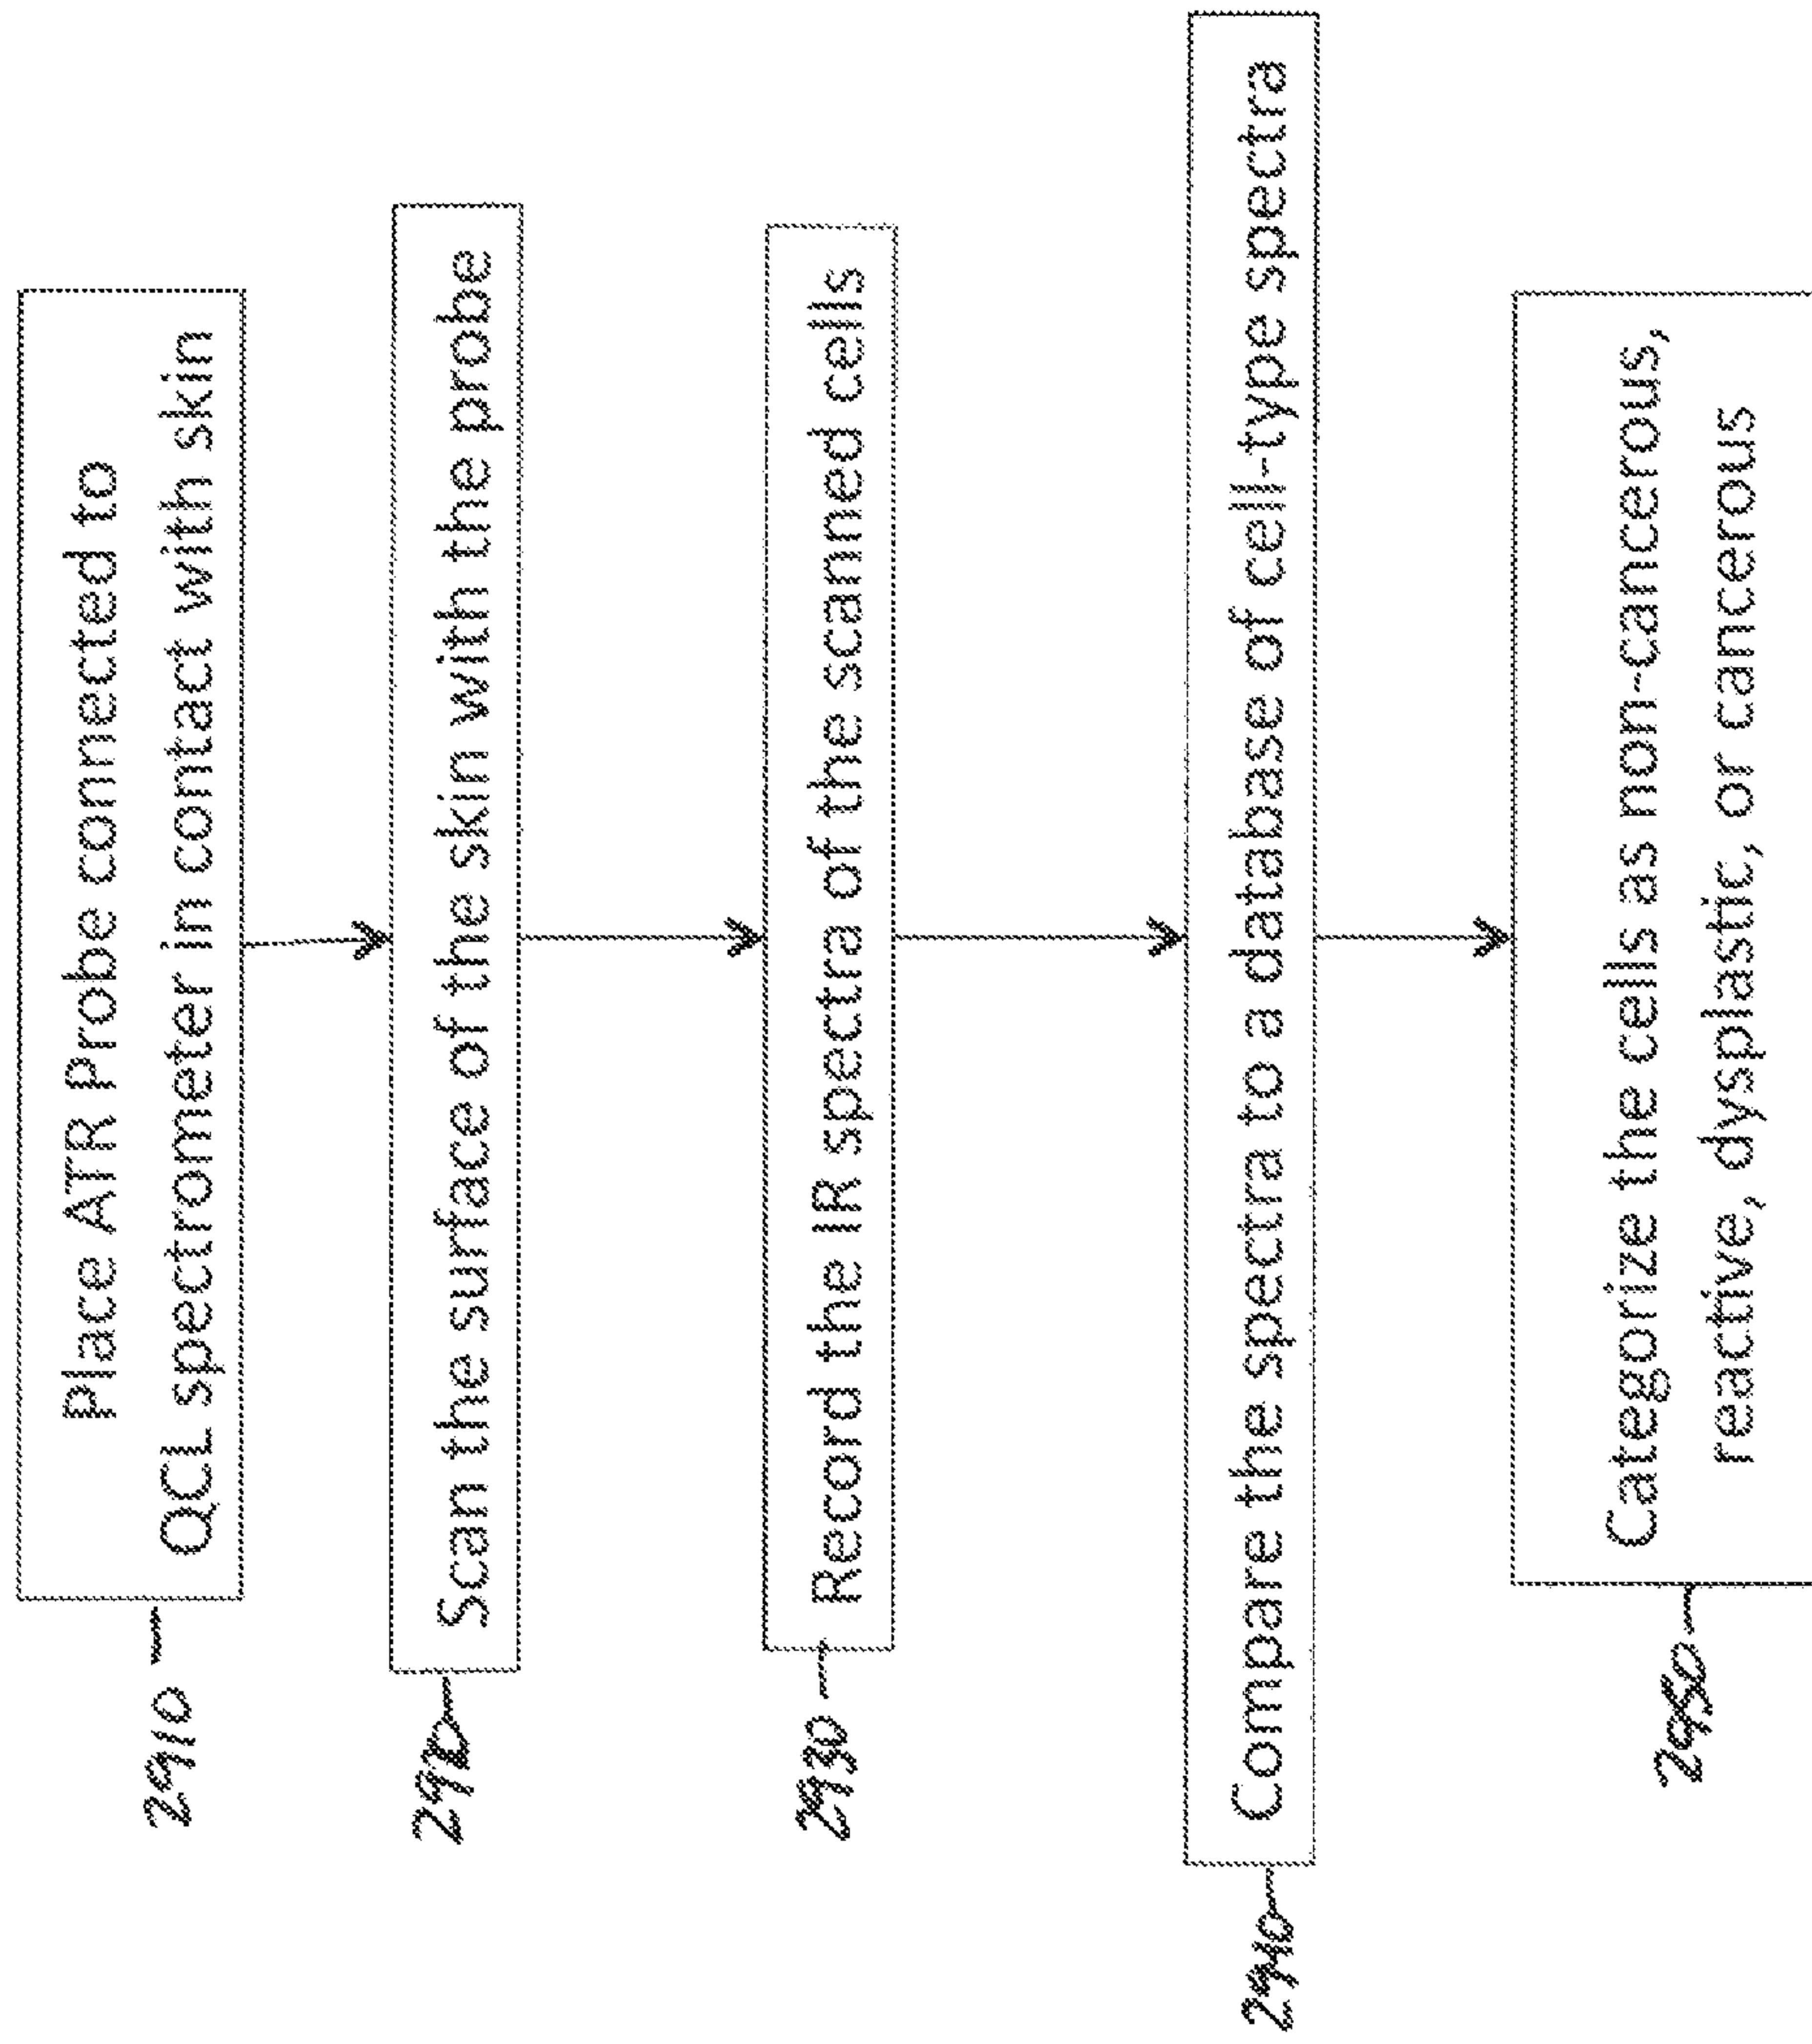 Place ATR Probe connected to
QCL spectrometer in contact with skin
2910
Scan the surface of the skin with the probe
2920
Record the IR spectra of the scanned cells
2930
Compare the spectra to a database of cell-type spectra
2940
Categorize the cells as non-cancerous,
reactive, dysplastic, or cancerous
2950